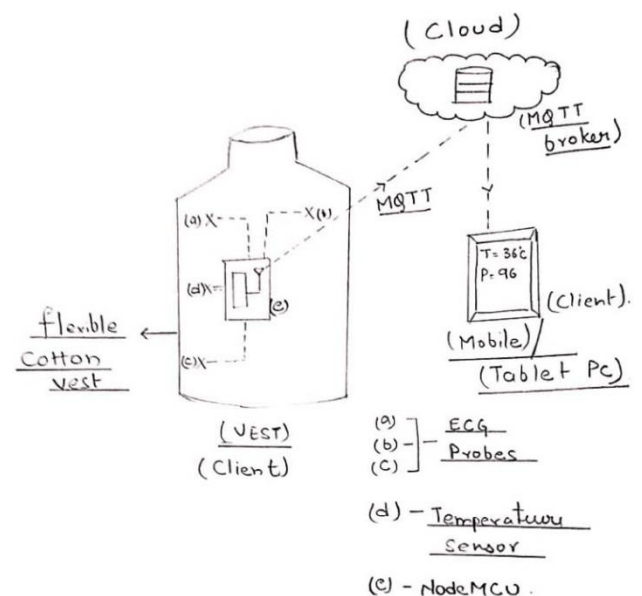 (Cloud)
(MQTT
broker)
MQTT
(a) X
X (b)
(d)X
(e)
(c)X
T= 36°c
P= 96
(Client).
(Mobile)/
(Tablet Pc)
flexible
Cotton
vest
(VEST)
(Client)
(a)
(b) - ECG
(c) Probes
(d) - Temperature
Sensor
(e) - NodeMCU.